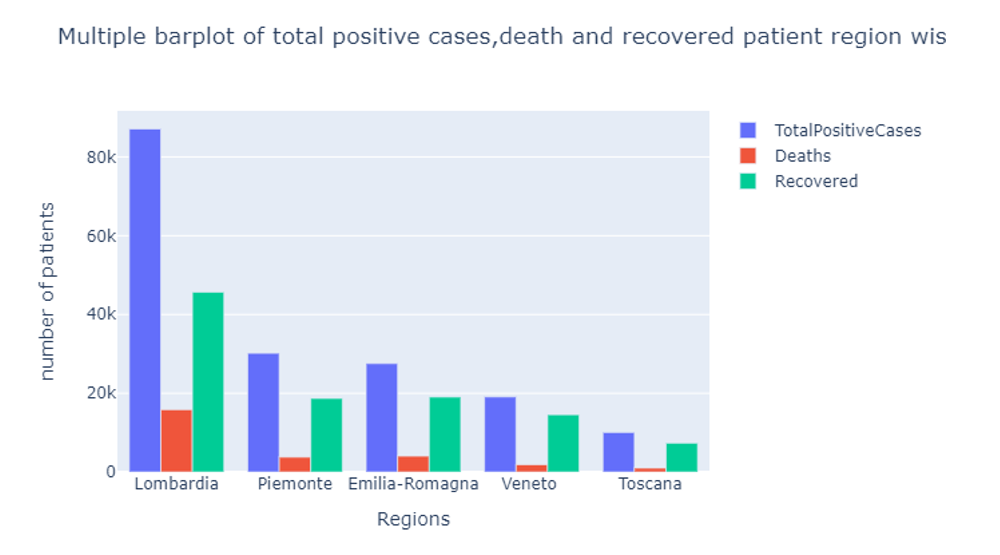 Multiple barplot of total positive cases,death and recovered patient region wis
TotalPositiveCases
Deaths
Recovered
number of patients
80k
60k
40k
20k
0
Lombardia Piemonte Emilia-Romagna Veneto Toscana
Regions